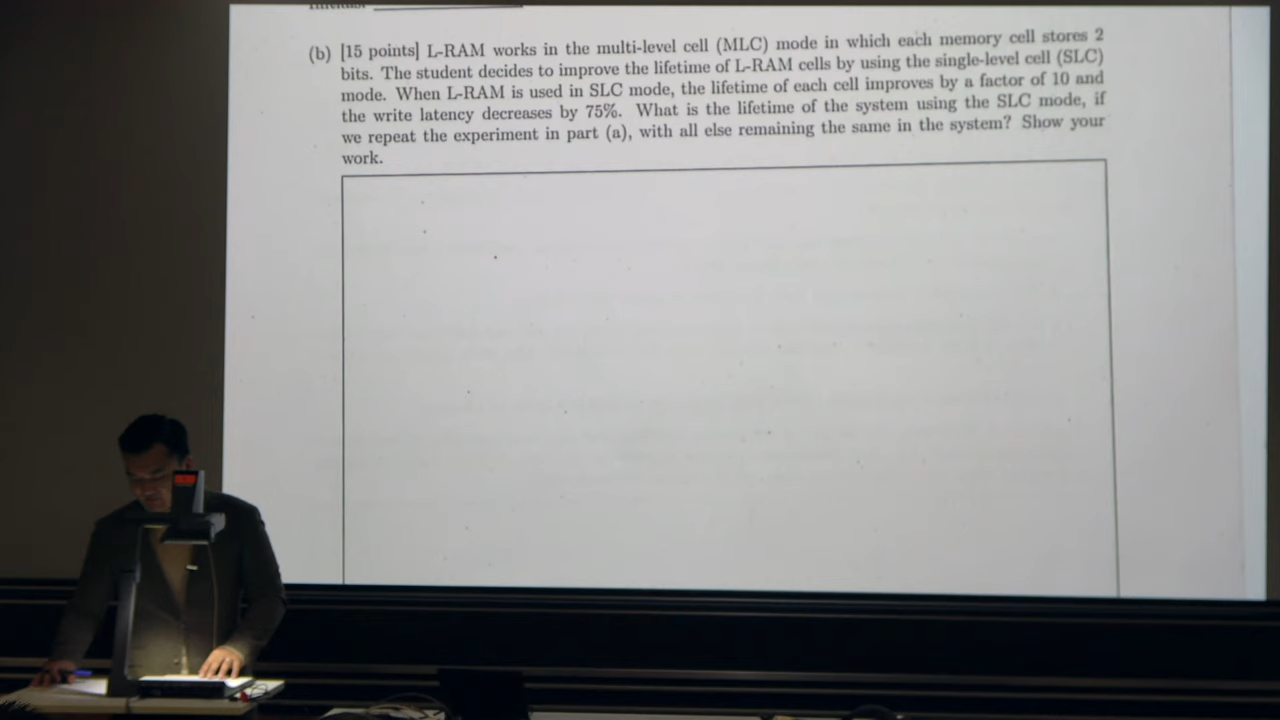 (b) [15 points] L-RAM works in the multi-level cell (MLC) mode in which each memory cell stores 2
bits. The student decides to improve the lifetime of L-RAM cells by using the single-level cell (SLC)
mode. When L-RAM is used in SLC mode, the lifetime of each cell improves by a factor of 10 and
the write latency decreases by 75%. What is the lifetime of the system using the SLC mode, if
we repeat the experiment in part (a), with all else remaining the same in the system? Show your
work.